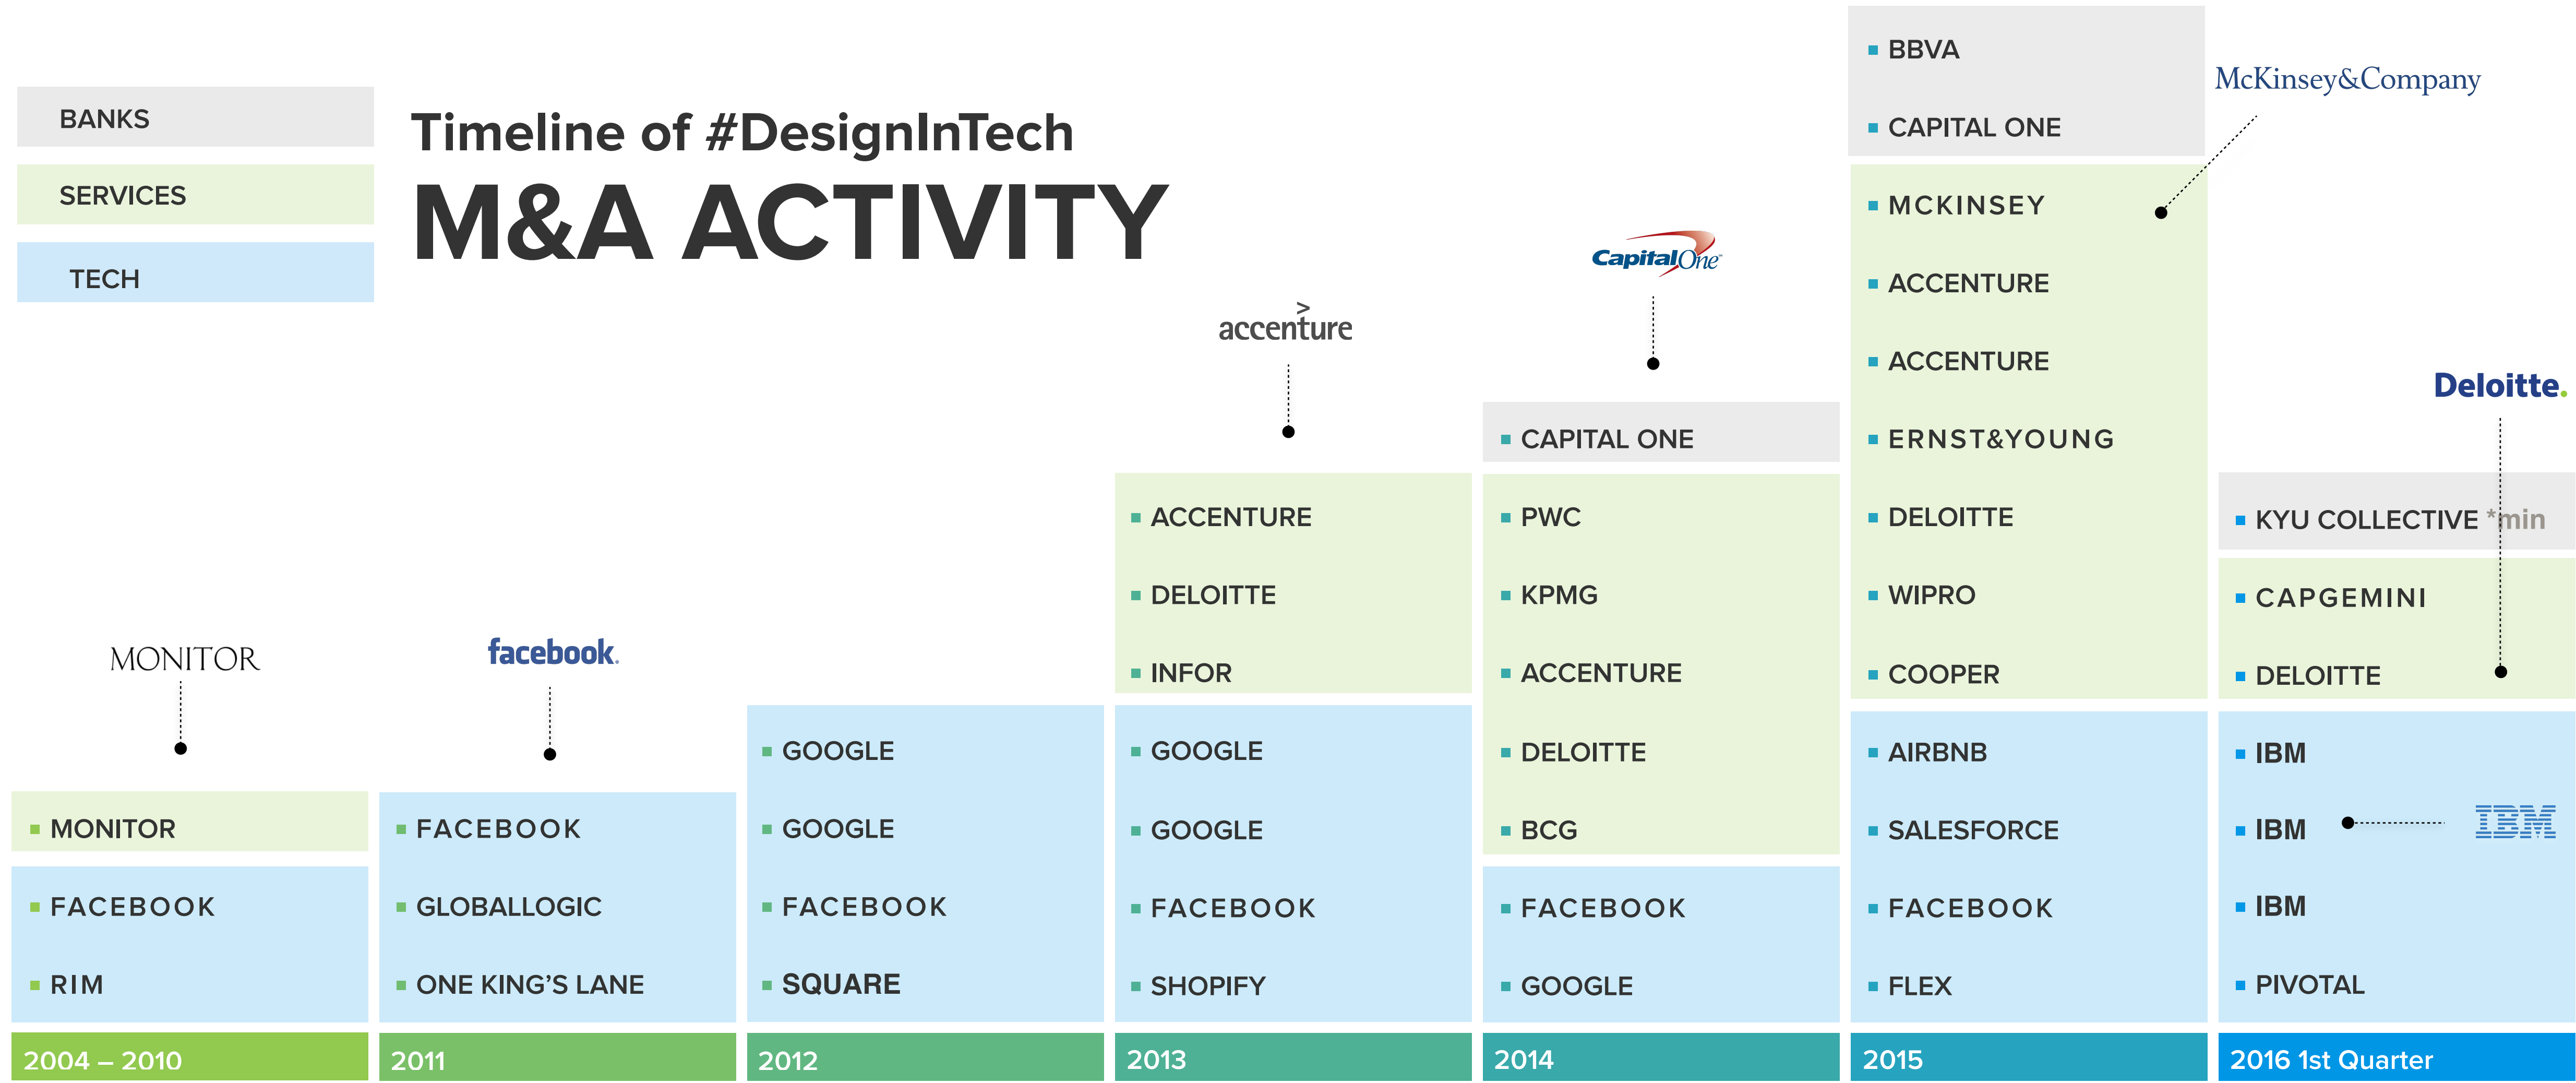 BANKS
SERVICES
TECH
Timeline of #DesignInTech
M&A ACTIVITY
MONITOR
MONITOR
FACEBOOK
RIM
2004 – 2010
facebook.
FACEBOOK
GLOBALLOGIC
ONE KING’S LANE
2011
GOOGLE
GOOGLE
FACEBOOK
SQUARE
2012
>
accenture
ACCENTURE
DELOITTE
INFOR
GOOGLE
GOOGLE
FACEBOOK
SHOPIFY
2013
CapitalOne
CAPITAL ONE
PWC
KPMG
ACCENTURE
DELOITTE
BCG
FACEBOOK
GOOGLE
2014
BBVA
CAPITAL ONE
McKinsey&Company
MCKINSEY
ACCENTURE
ACCENTURE
ERNST&YOUNG
DELOITTE
WIPRO
COOPER
AIRBNB
SALESFORCE
FACEBOOK
FLEX
2015
Deloitte.
KYU COLLECTIVE *min
CAPGEMINI
DELOITTE
IBM
IBM
IBM
IBM
PIVOTAL
2016 1st Quarter